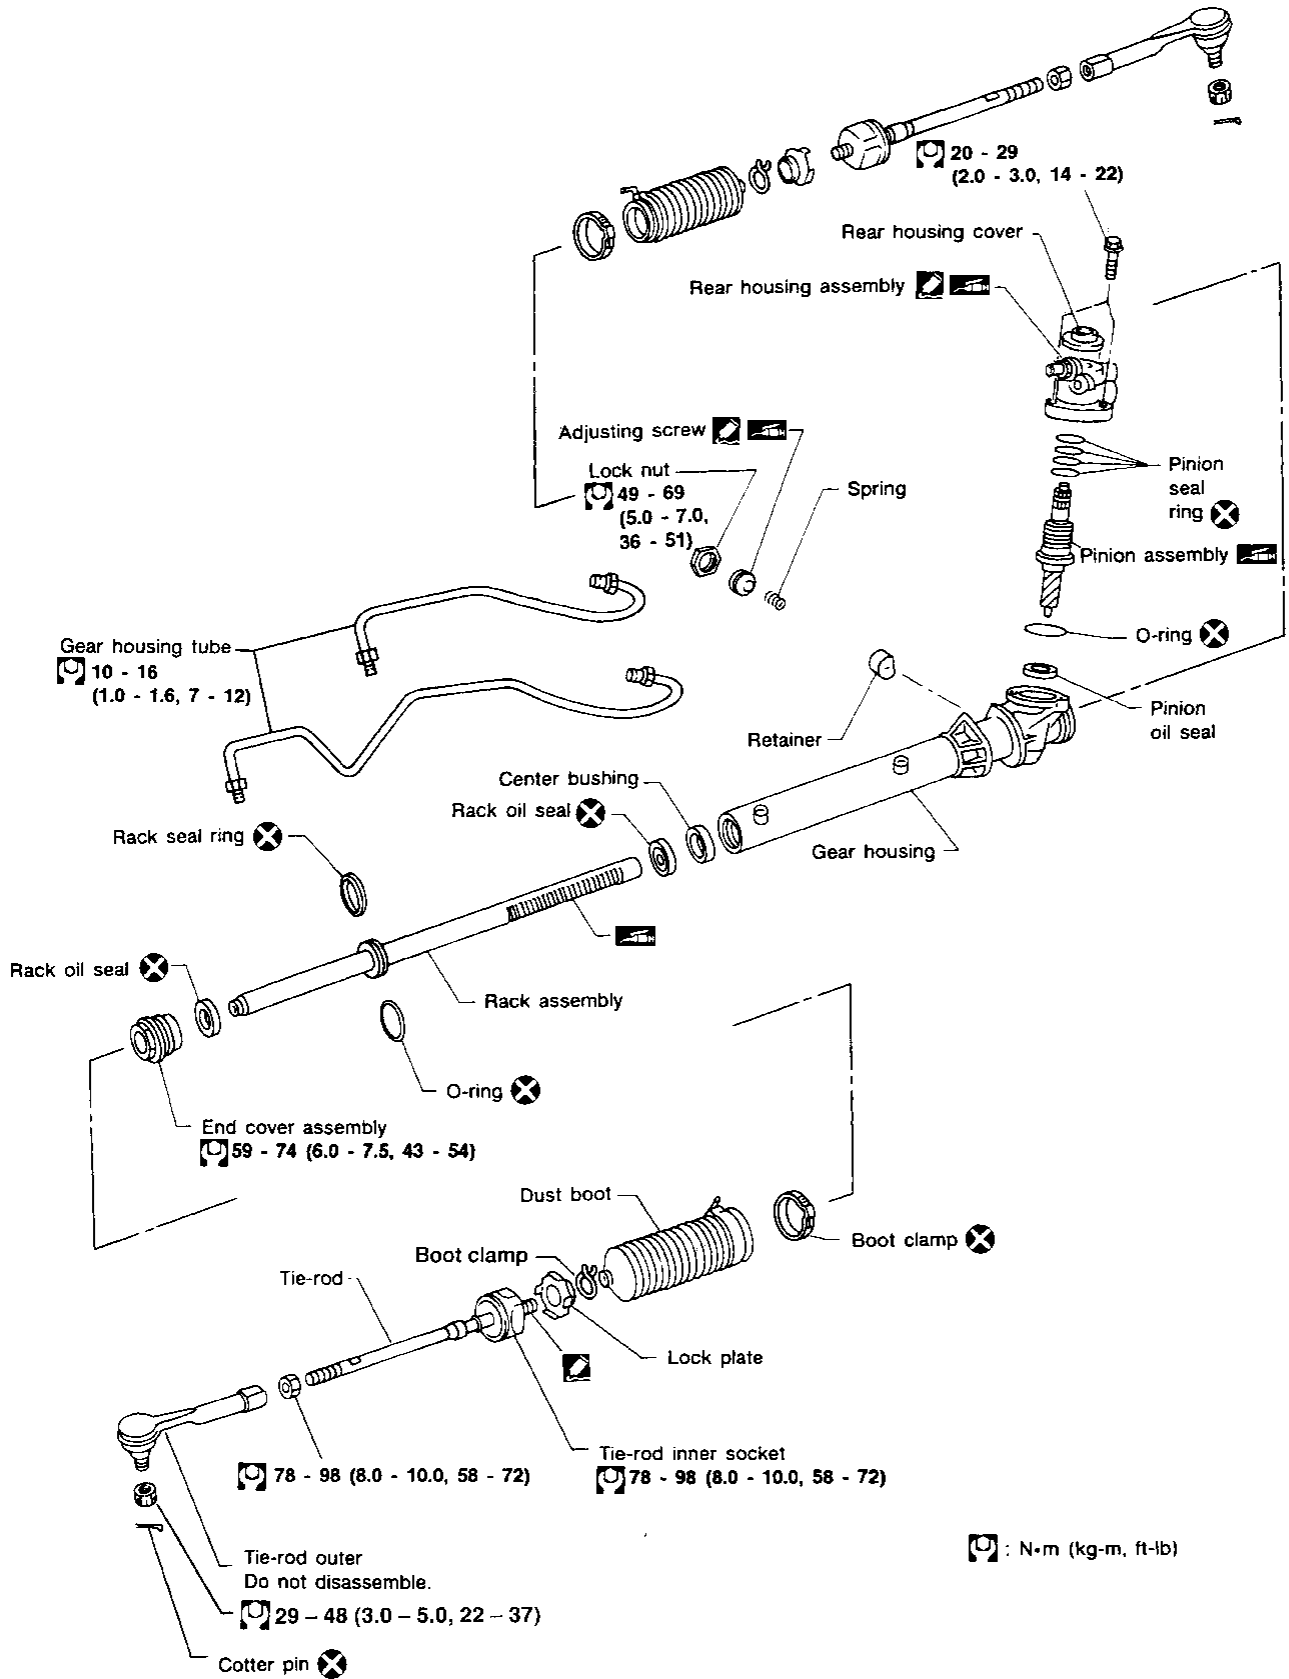 20 - 29
(2.0 - 3.0, 14 - 22)
Rear housing cover
Rear housing assembly
Adjusting screw
Lock nut
49 - 69
(5.0 - 7.0,
36 - 51)
Spring
Pinion
seal
ring
Pinion assembly
O-ring
Gear housing tube
10 - 16
(1.0 - 1.6, 7 - 12)
Retainer
Pinion
oil seal
Center bushing
Rack oil seal
Rack seal ring
Gear housing
Rack oil seal
Rack assembly
O-ring
End cover assembly
59 - 74 (6.0 - 7.5, 43 - 54)
Dust boot
Boot clamp
Boot clamp
Tie-rod
Lock plate
Tie-rod inner socket
78 - 98 (8.0 - 10.0, 58 - 72)
78 - 98 (8.0 - 10.0, 58 - 72)
Tie-rod outer
Do not disassemble.
29 – 48 (3.0 – 5.0, 22 – 37)
Cotter pin
: N•m (kg-m, ft-lb)